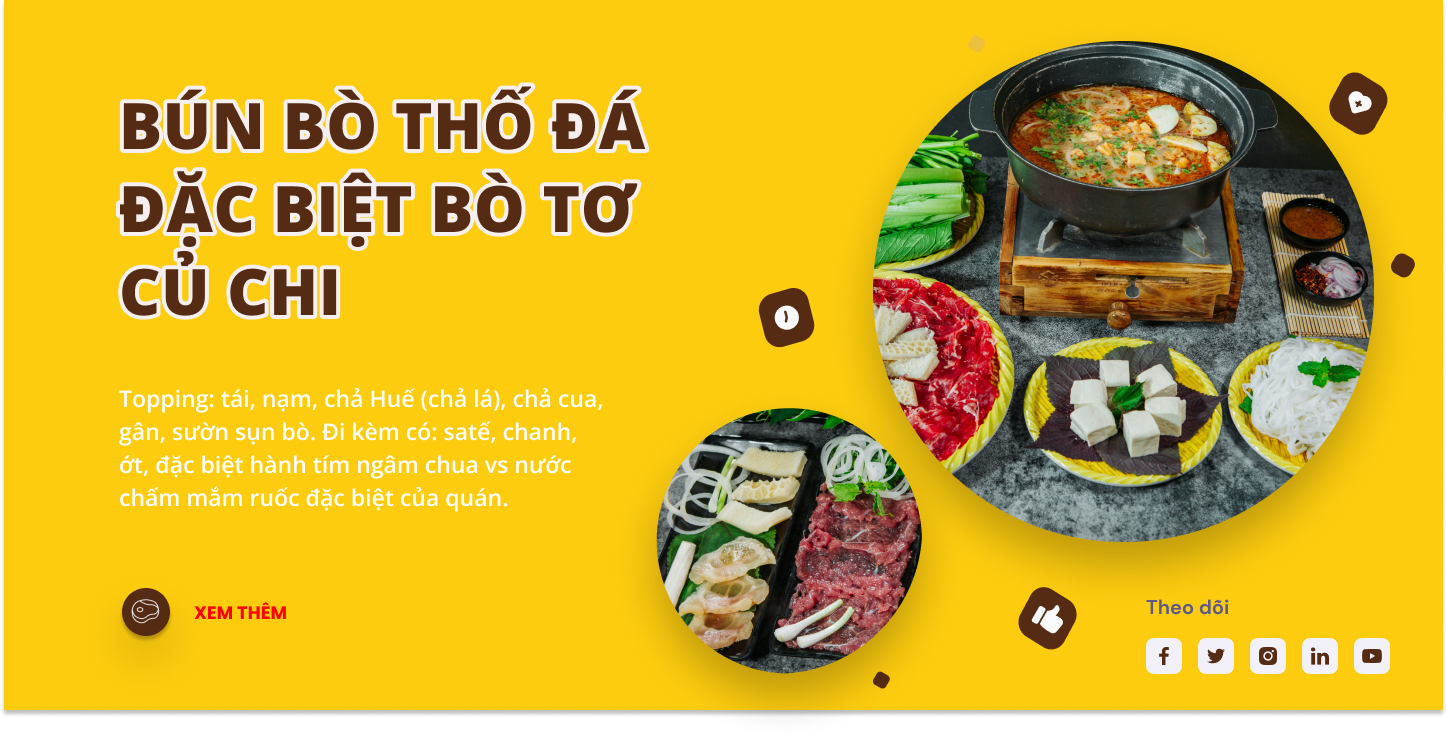 BÚN BÒ THỐ ĐÁ
ĐẶC BIỆT BÒ TƠ
CỦ CHI
Topping: tái, nạm, chả Huế (chả lá), chả cua,
gân, sườn sụn bò. Đi kèm có: satế, chanh,
ớt, đặc biệt hành tím ngâm chua vs nước
chấm mắm ruốc đặc biệt của quán.
XEM THÊM
Theo dõi